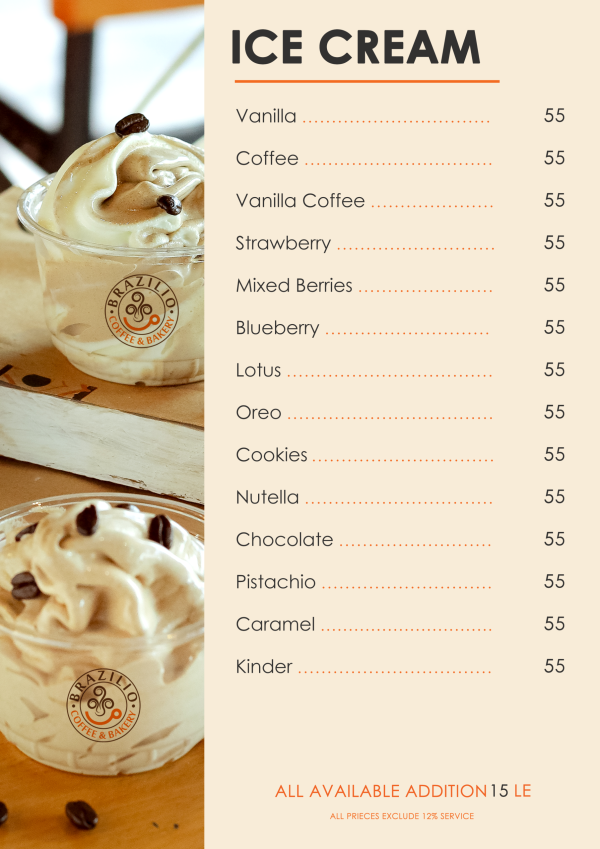 ICE CREAM
Vanilla ................................ 55
Coffee ................................ 55
Vanilla Coffee ..................... 55
Strawberry ........................... 55
Mixed Berries ....................... 55
Blueberry ............................ 55
Lotus ................................... 55
Oreo ................................... 55
Cookies ............................... 55
Nutella ................................ 55
Chocolate .......................... 55
Pistachio ............................. 55
Caramel ............................. 55
Kinder ................................. 55
ALL AVAILABLE ADDITION 15 LE
ALL PRIECES EXCLUDE 12% SERVICE
BRAZILIO
COFFEE & BAKERY
BRAZILIO
COFFEE & BAKERY